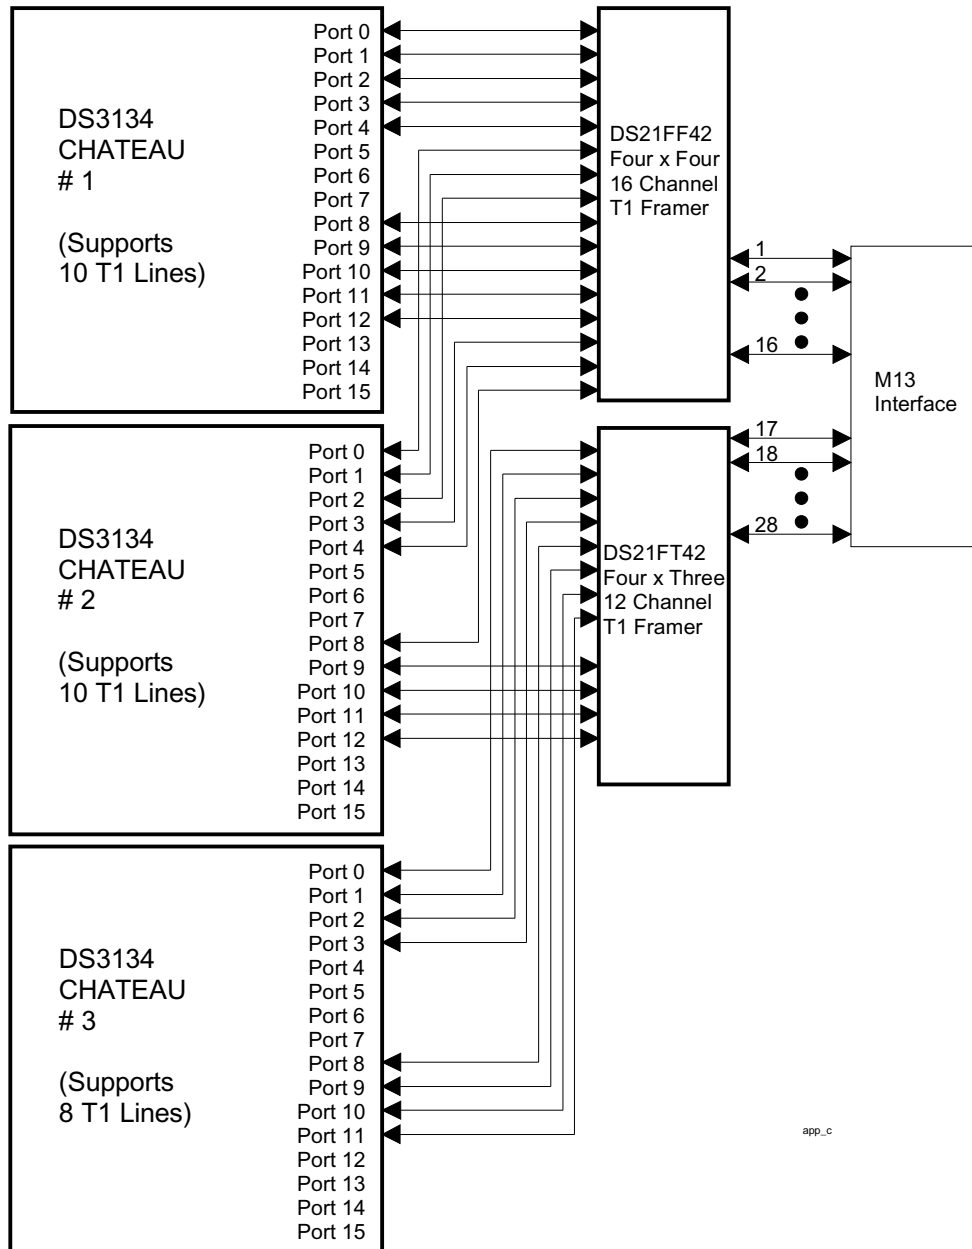 Port 0
Port 1
Port 2
Port 3
Port 4
Port 5
Port 6
Port 7
Port 8
Port 9
Port 10
Port 11
Port 12
Port 13
Port 14
Port 15
DS3134
CHATEAU
# 1
(Supports
10 T1 Lines)
DS21FF42
Four x Four
16 Channel
T1 Framer
1
2
16
M13
Interface
17
18
28
Port 0
Port 1
Port 2
Port 3
Port 4
Port 5
Port 6
Port 7
Port 8
Port 9
Port 10
Port 11
Port 12
Port 13
Port 14
Port 15
DS3134
CHATEAU
# 2
(Supports
10 T1 Lines)
DS21FT42
Four x Three
12 Channel
T1 Framer
Port 0
Port 1
Port 2
Port 3
Port 4
Port 5
Port 6
Port 7
Port 8
Port 9
Port 10
Port 11
Port 12
Port 13
Port 14
Port 15
DS3134
CHATEAU
# 3
(Supports
8 T1 Lines)
app_c